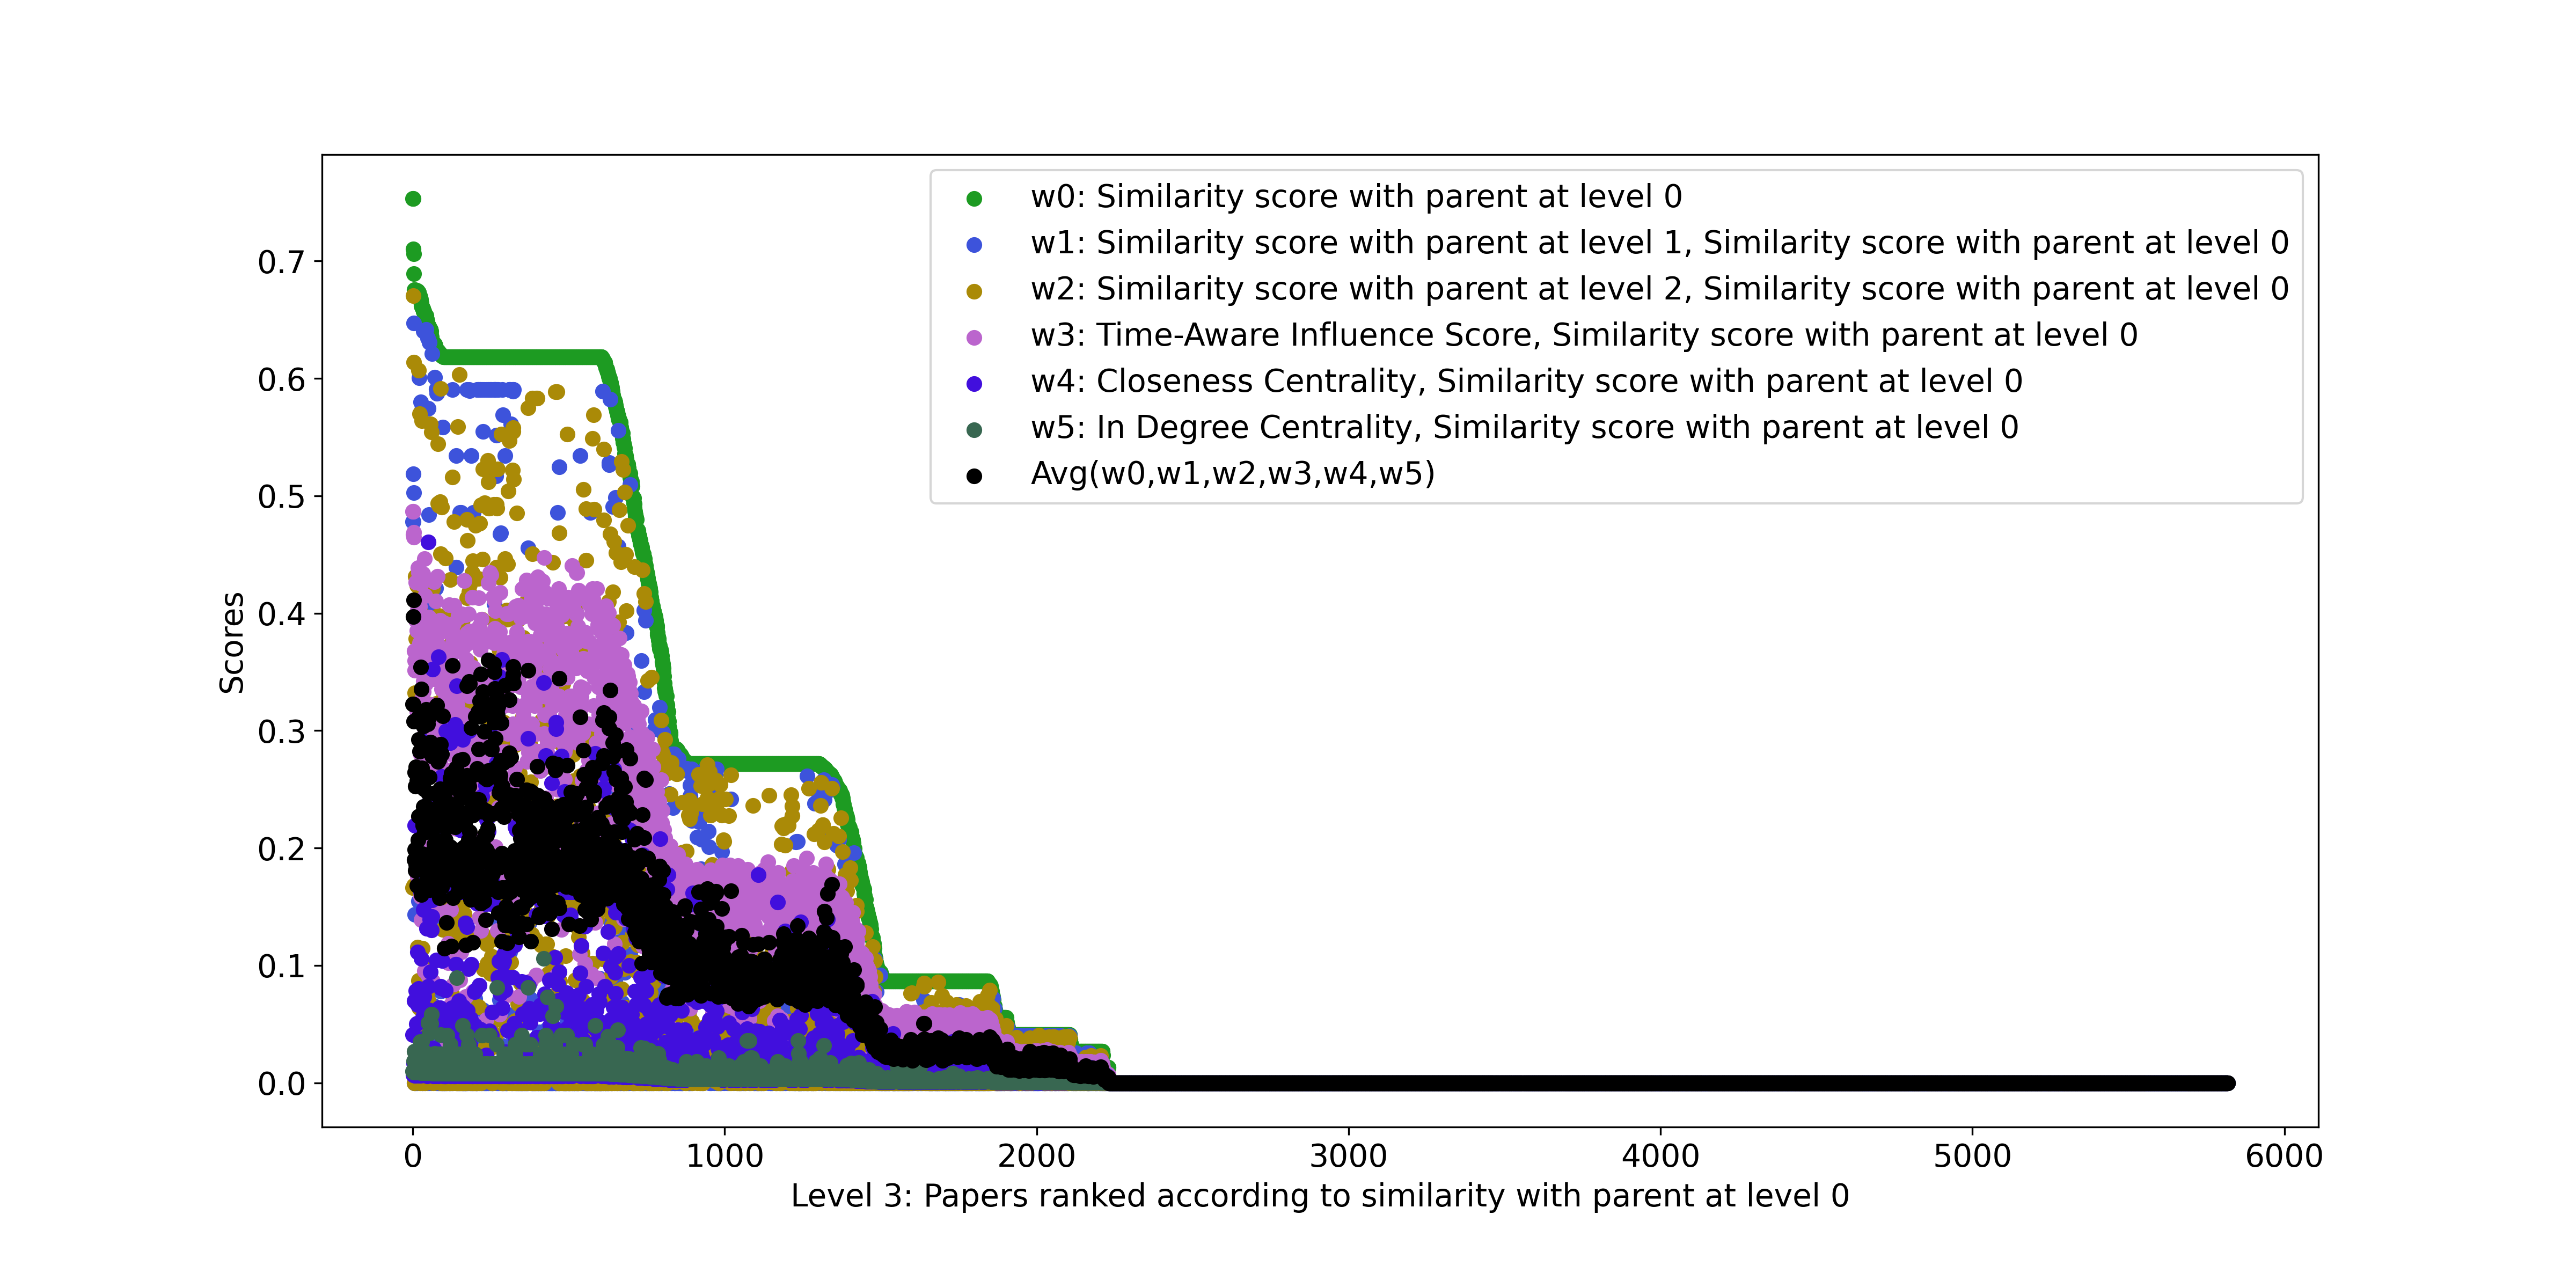 w0: Similarity score with parent at level 0
w1: Similarity score with parent at level 1, Similarity score with parent at level 0
w2: Similarity score with parent at level 2, Similarity score with parent at level 0
w3: Time-Aware Influence Score, Similarity score with parent at level 0
w4: Closeness Centrality, Similarity score with parent at level 0
w5: In Degree Centrality, Similarity score with parent at level 0
Avg(w0,w1,w2,w3,w4,w5)
0.7
0.6
0.5
0.4
0.3
0.2
0.1
0.0
Scores
0 1000 2000 3000 4000 5000 6000
Level 3: Papers ranked according to similarity with parent at level 0